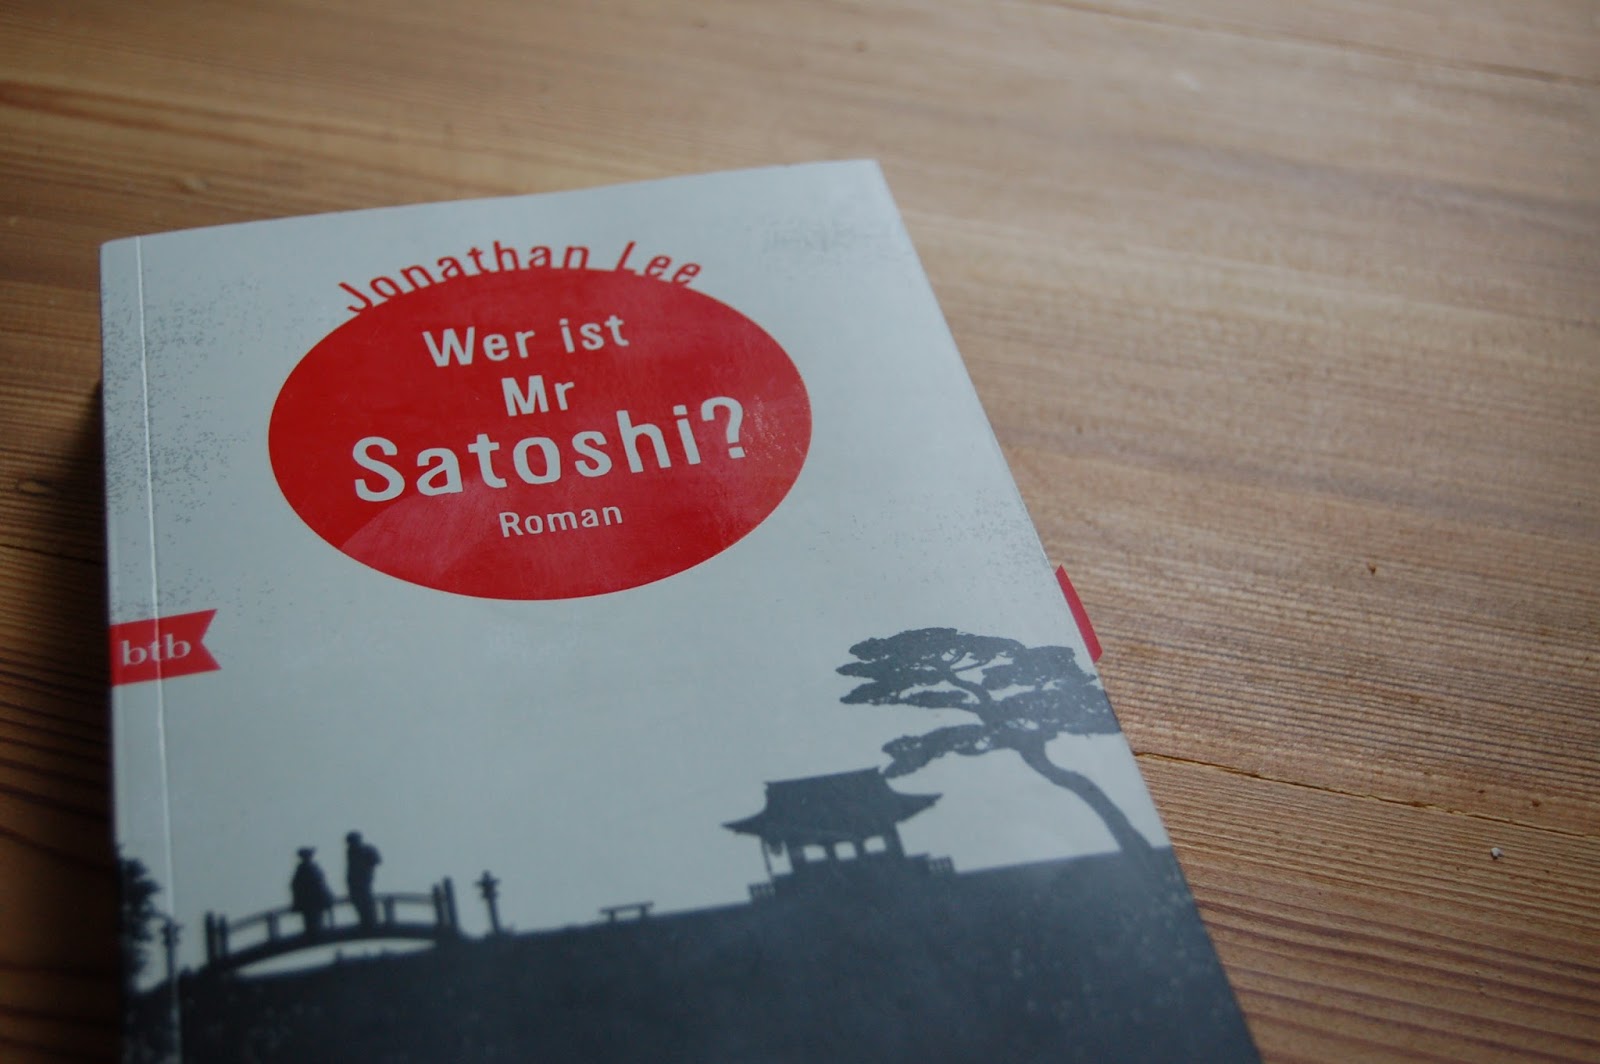 Jonathan Lee
Wer ist
Mr
Satoshi?
Roman
btb